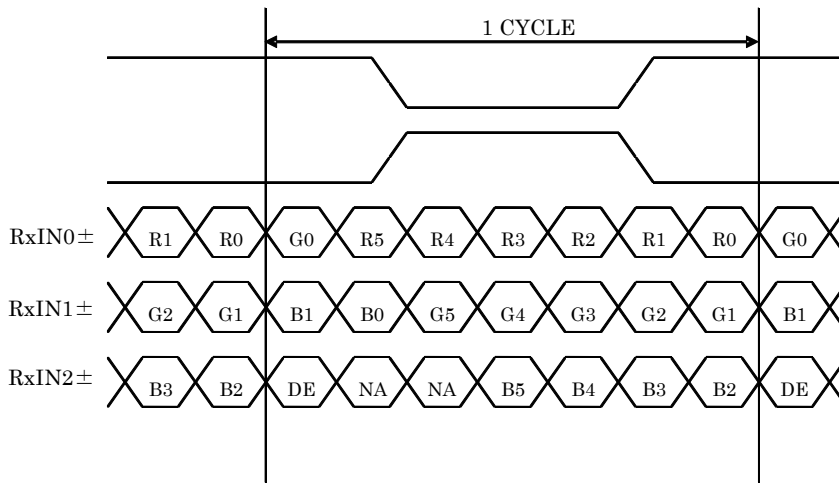 1 CYCLE
RxIN0± R1 R0 G0 R5 R4 R3 R2 R1 R0 G0
RxIN1± G2 G1 B1 B0 G5 G4 G3 G2 G1 B1
RxIN2± B3 B2 DE NA NA B5 B4 B3 B2 DE